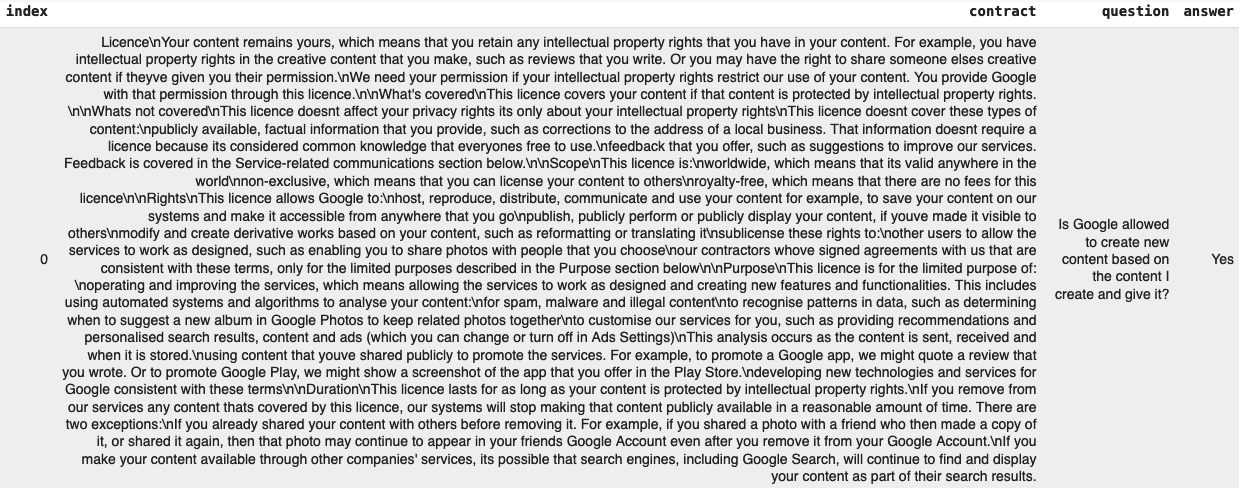 index contract question answer
Licence\nYour content remains yours, which means that you retain any intellectual property rights that you have in your content. For example, you have
intellectual property rights in the creative content that you make, such as reviews that you write. Or you may have the right to share someone elses creative
content if theyve given you their permission.\nWe need your permission if your intellectual property rights restrict our use of your content. You provide Google
with that permission through this licence.\n\nWhat's covered\nThis licence covers your content if that content is protected by intellectual property rights.
\n\nWhats not covered\nThis licence doesnt affect your privacy rights its only about your intellectual property rights\nThis licence doesnt cover these types of
content:\npublicly available, factual information that you provide, such as corrections to the address of a local business. That information doesnt require a
licence because its considered common knowledge that everyones free to use.\nfeedback that you offer, such as suggestions to improve our services.
Feedback is covered in the Service-related communications section below.\n\nScope\nThis licence is:\nworldwide, which means that its valid anywhere in the
world\nnon-exclusive, which means that you can license your content to others\nroyalty-free, which means that there are no fees for this
licence\n\nRights\nThis licence allows Google to:\nhost, reproduce, distribute, communicate and use your content for example, to save your content on our
systems and make it accessible from anywhere that you go\npublish, publicly perform or publicly display your content, if youve made it visible to
others\nmodify and create derivative works based on your content, such as reformatting or translating it\nsublicense these rights to:\nother users to allow the
services to work as designed, such as enabling you to share photos with people that you choose\nour contractors whove signed agreements with us that are
consistent with these terms, only for the limited purposes described in the Purpose section below\n\nPurpose\nThis licence is for the limited purpose of:
\noperating and improving the services, which means allowing the services to work as designed and creating new features and functionalities. This includes
using automated systems and algorithms to analyse your content:\nfor spam, malware and illegal content\nto recognise patterns in data, such as determining
when to suggest a new album in Google Photos to keep related photos together\nto customise our services for you, such as providing recommendations and
personalised search results, content and ads (which you can change or turn off in Ads Settings)\nThis analysis occurs as the content is sent, received and
when it is stored.\nusing content that youve shared publicly to promote the services. For example, to promote a Google app, we might quote a review that
you wrote. Or to promote Google Play, we might show a screenshot of the app that you offer in the Play Store.\ndeveloping new technologies and services for
Google consistent with these terms\n\nDuration\nThis licence lasts for as long as your content is protected by intellectual property rights.\nIf you remove from
our services any content thats covered by this licence, our systems will stop making that content publicly available in a reasonable amount of time. There are
two exceptions:\nIf you already shared your content with others before removing it. For example, if you shared a photo with a friend who then made a copy of
it, or shared it again, then that photo may continue to appear in your friends Google Account even after you remove it from your Google Account.\nIf you
make your content available through other companies' services, its possible that search engines, including Google Search, will continue to find and display
your content as part of their search results.
0
Is Google allowed
to create new
content based on
the content I
create and give it?
Yes